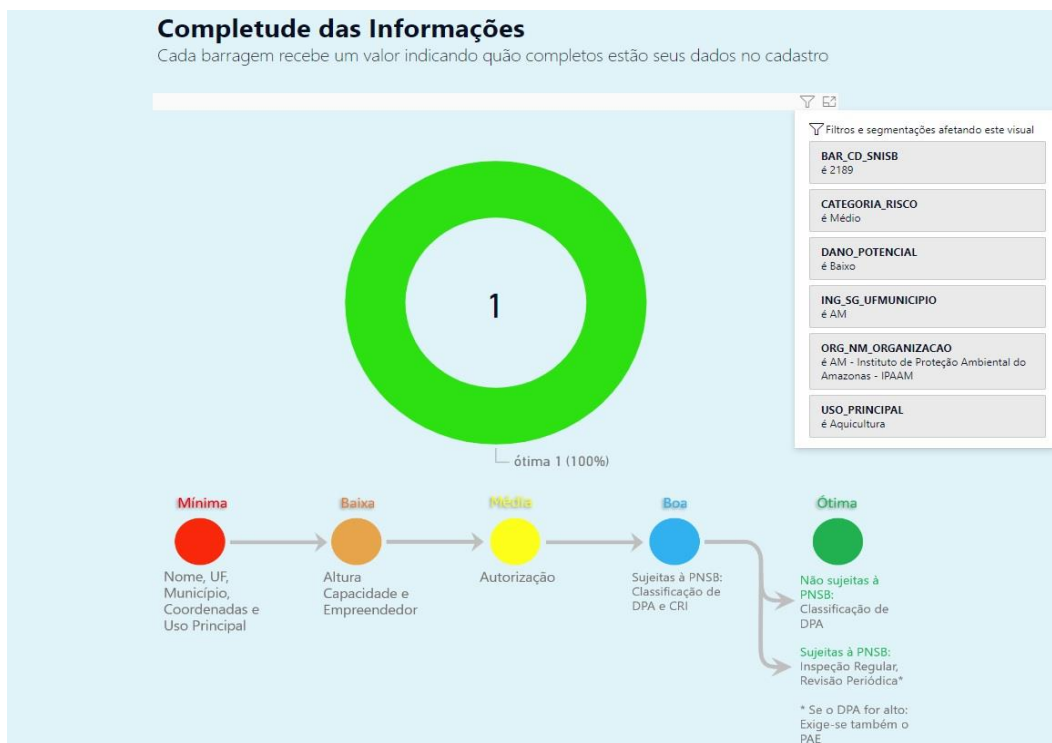 Completude das Informações
Cada barragem recebe um valor indicando quão completos estão seus dados no cadastro
Filtros e segmentações afetando este visual
BAR_CD_SNISB
é 2189
CATEGORIA_RISCO
é Médio
DANO_POTENCIAL
é Baixo
ING_SG_UFMUNICIPIO
é AM
ORG_NM_ORGANIZACAO
é AM - Instituto de Proteção Ambiental do
Amazonas - IPAAM
USO_PRINCIPAL
é Aquicultura
1
ótima 1 (100%)
Mínima
Nome, UF,
Município,
Coordenadas e
Uso Principal
Baixa
Altura
Capacidade e
Empreendedor
Média
Autorização
Boa
Sujeitas à PNSB:
Classificação de
DPA e CRI
Ótima
Não sujeitas à
PNSB:
Classificação de
DPA
Sujeitas à PNSB:
Inspeção Regular,
Revisão Periódica*
* Se o DPA for alto:
Exige-se também o
PAE